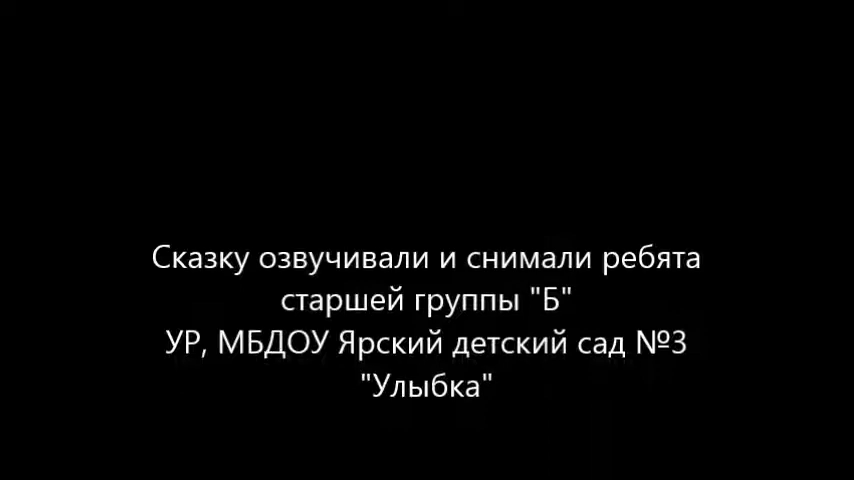 Сказку озвучивали и снимали ребята
старшей группы "Б"
УР, МБДОУ Ярский детский сад №3
"Улыбка"